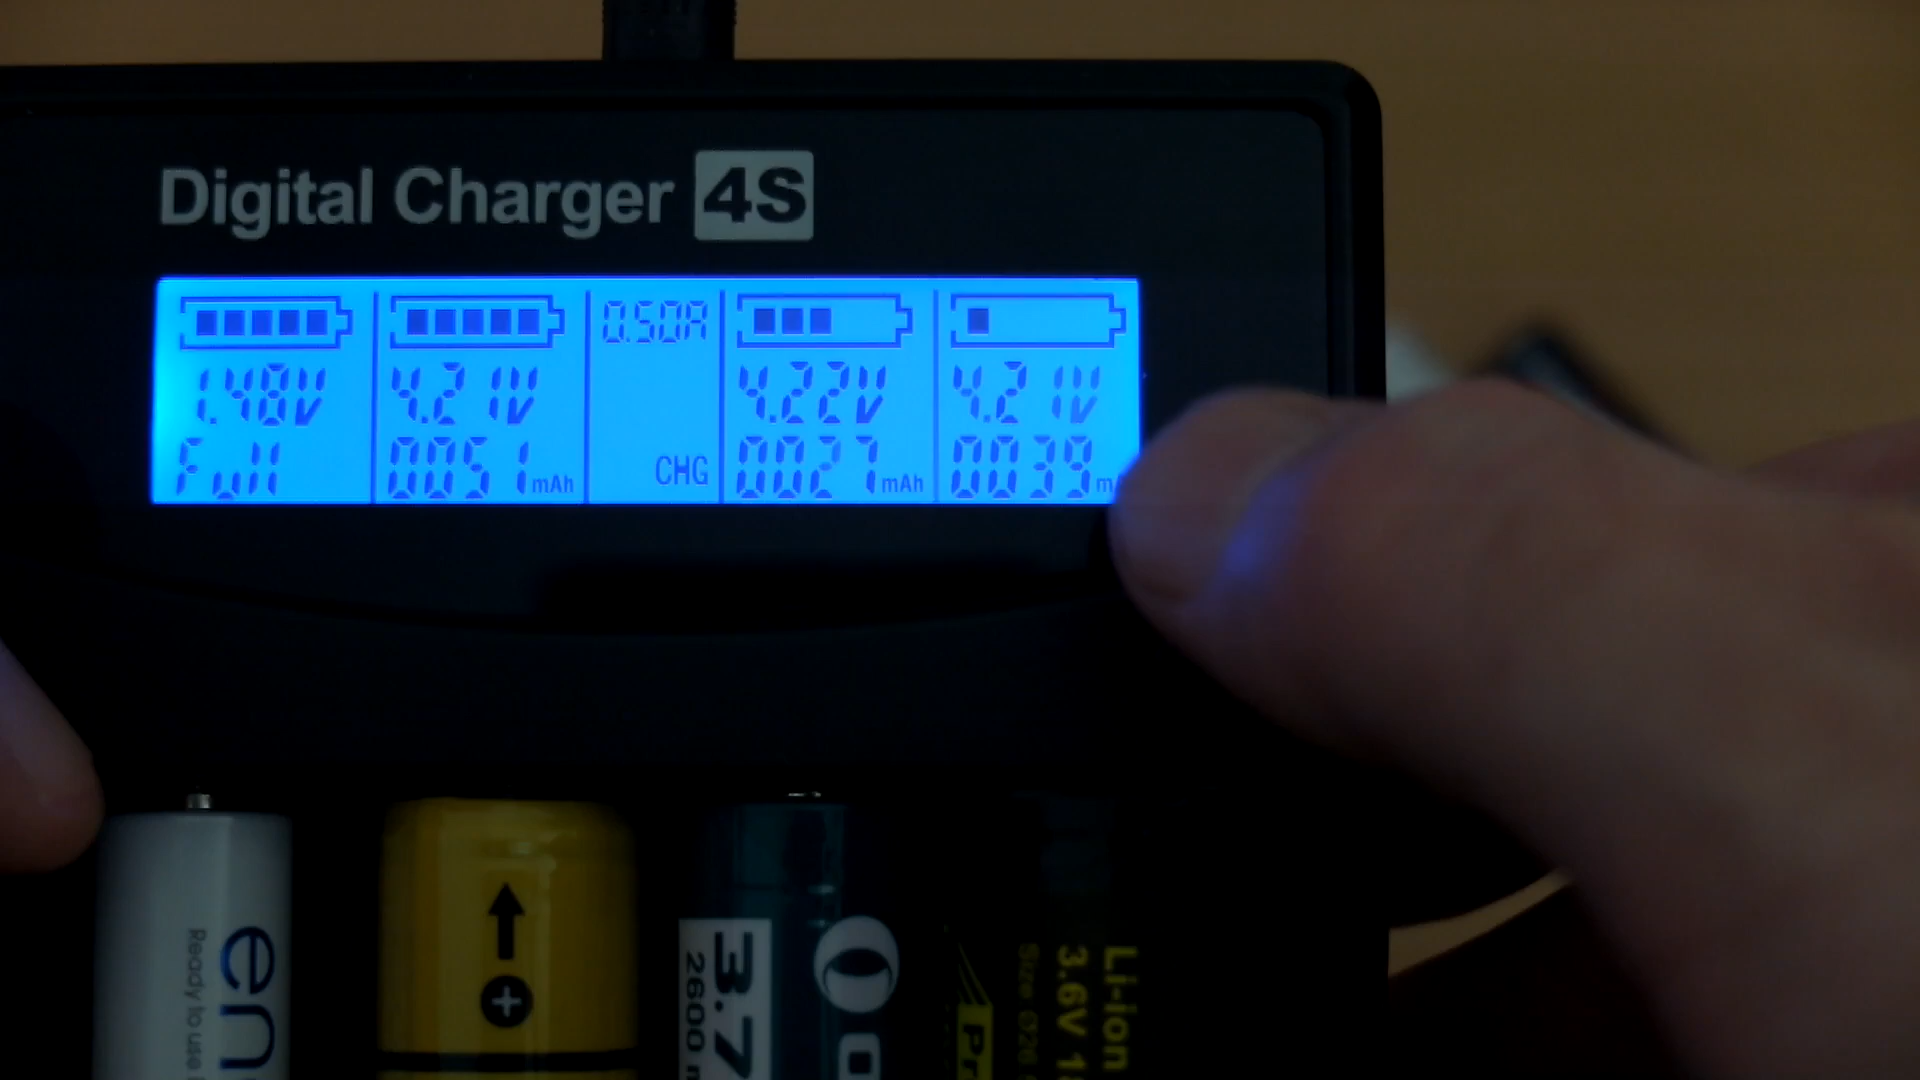 Digital Charger 4S
1.48V 4.21V 0.50A 4.22V 4.21V
Full 0051mAh CHG 0027mAh 0039
Ready to use
3.7
2600
Li-ion
3.6V
Size